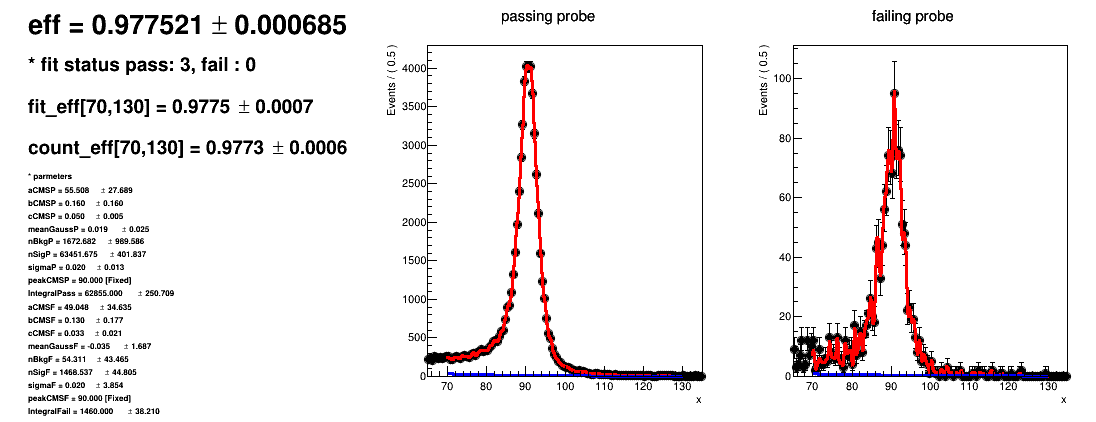 eff = 0.977521 ± 0.000685
* fit status pass: 3, fail : 0
fit_eff[70,130] = 0.9775 ± 0.0007
count_eff[70,130] = 0.9773 ± 0.0006
* parmeters
aCMSP = 55.508 ± 27.689
bCMSP = 0.160 ± 0.160
cCMSP = 0.050 ± 0.005
meanGaussP = 0.019 ± 0.025
nBkgP = 1672.682 ± 989.586
nSigP = 63451.675 ± 401.837
sigmaP = 0.020 ± 0.013
peakCMSP = 90.000 [Fixed]
IntegralPass = 62855.000 ± 250.709
aCMSF = 49.048 ± 34.635
bCMSF = 0.130 ± 0.177
cCMSF = 0.033 ± 0.021
meanGaussF = -0.035 ± 1.687
nBkgF = 54.311 ± 43.465
nSigF = 1468.537 ± 44.805
sigmaF = 0.020 ± 3.854
peakCMSF = 90.000 [Fixed]
IntegralFail = 1460.000 ± 38.210
passing probe
Events / ( 0.5 )
4000
3500
3000
2500
2000
1500
1000
500
0
70 80 90 100 110 120 130
x
failing probe
Events / ( 0.5 )
100
80
60
40
20
0
70 80 90 100 110 120 130
x